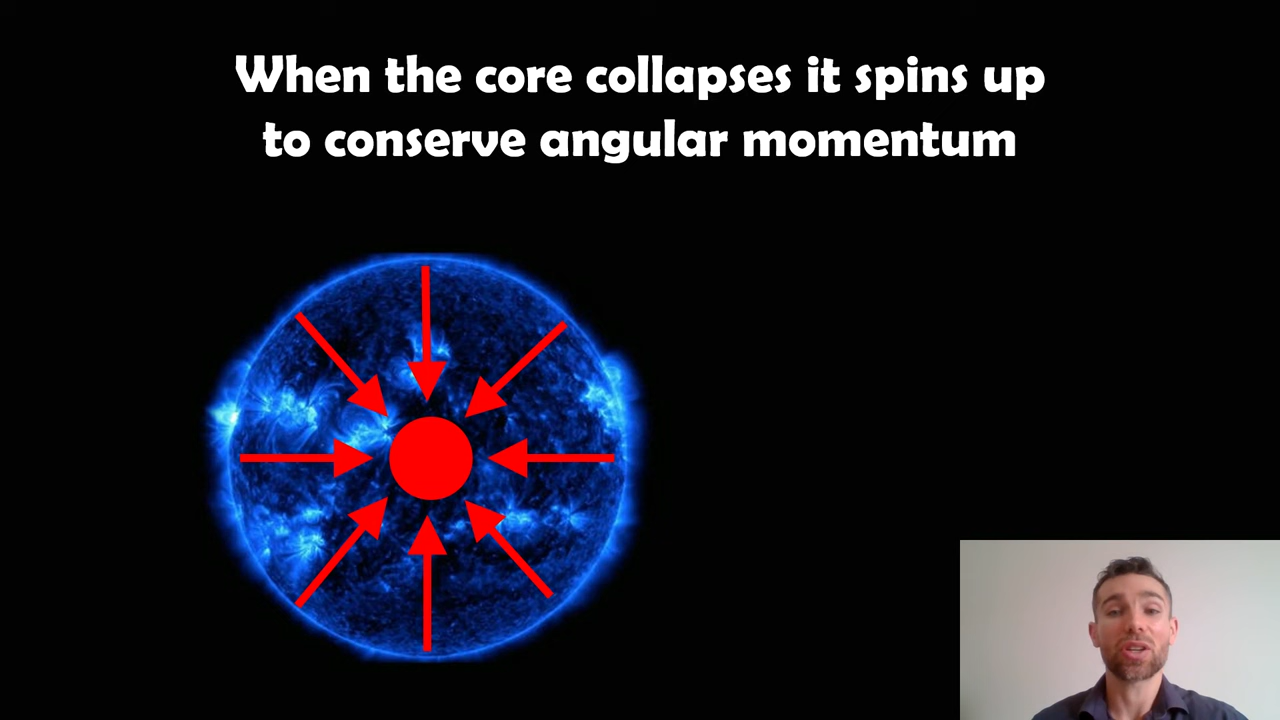 When the core collapses it spins up
to conserve angular momentum